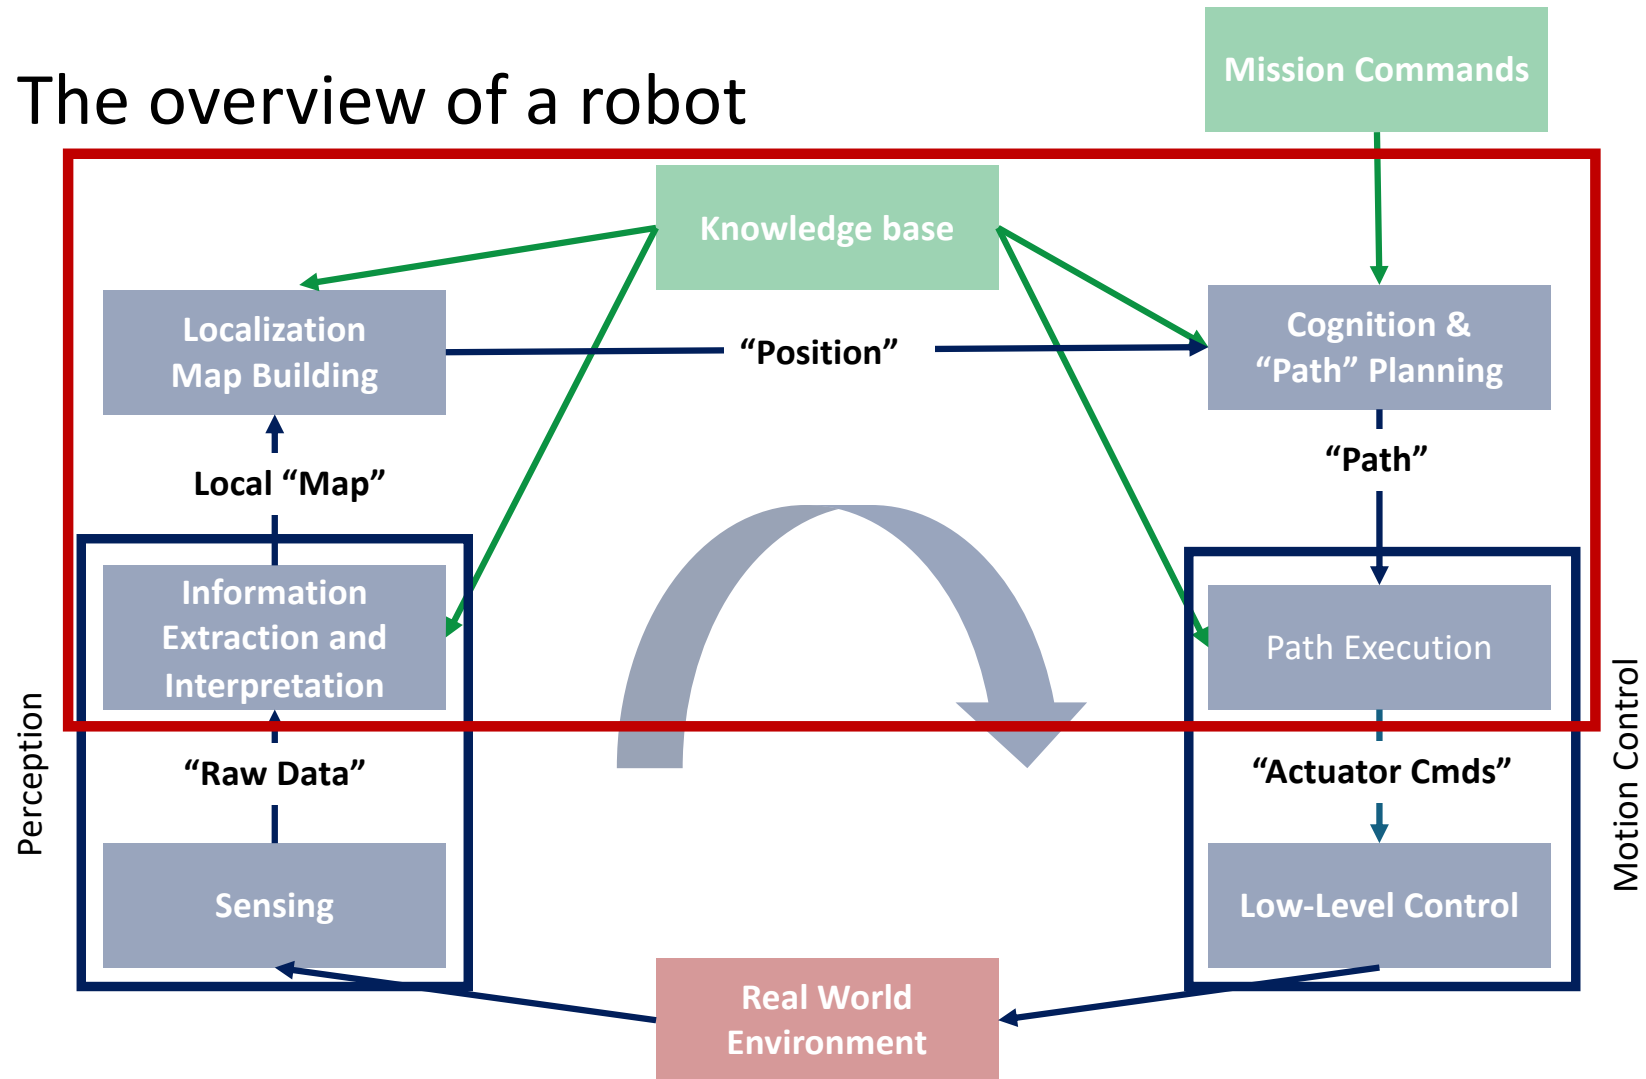 The overview of a robot
Mission Commands
Knowledge base
Localization
Map Building
“Position”
Cognition &
“Path” Planning
Local “Map”
“Path”
Information
Extraction and
Interpretation
Path Execution
Perception
Motion Control
“Raw Data”
“Actuator Cmds”
Sensing
Low-Level Control
Real World
Environment